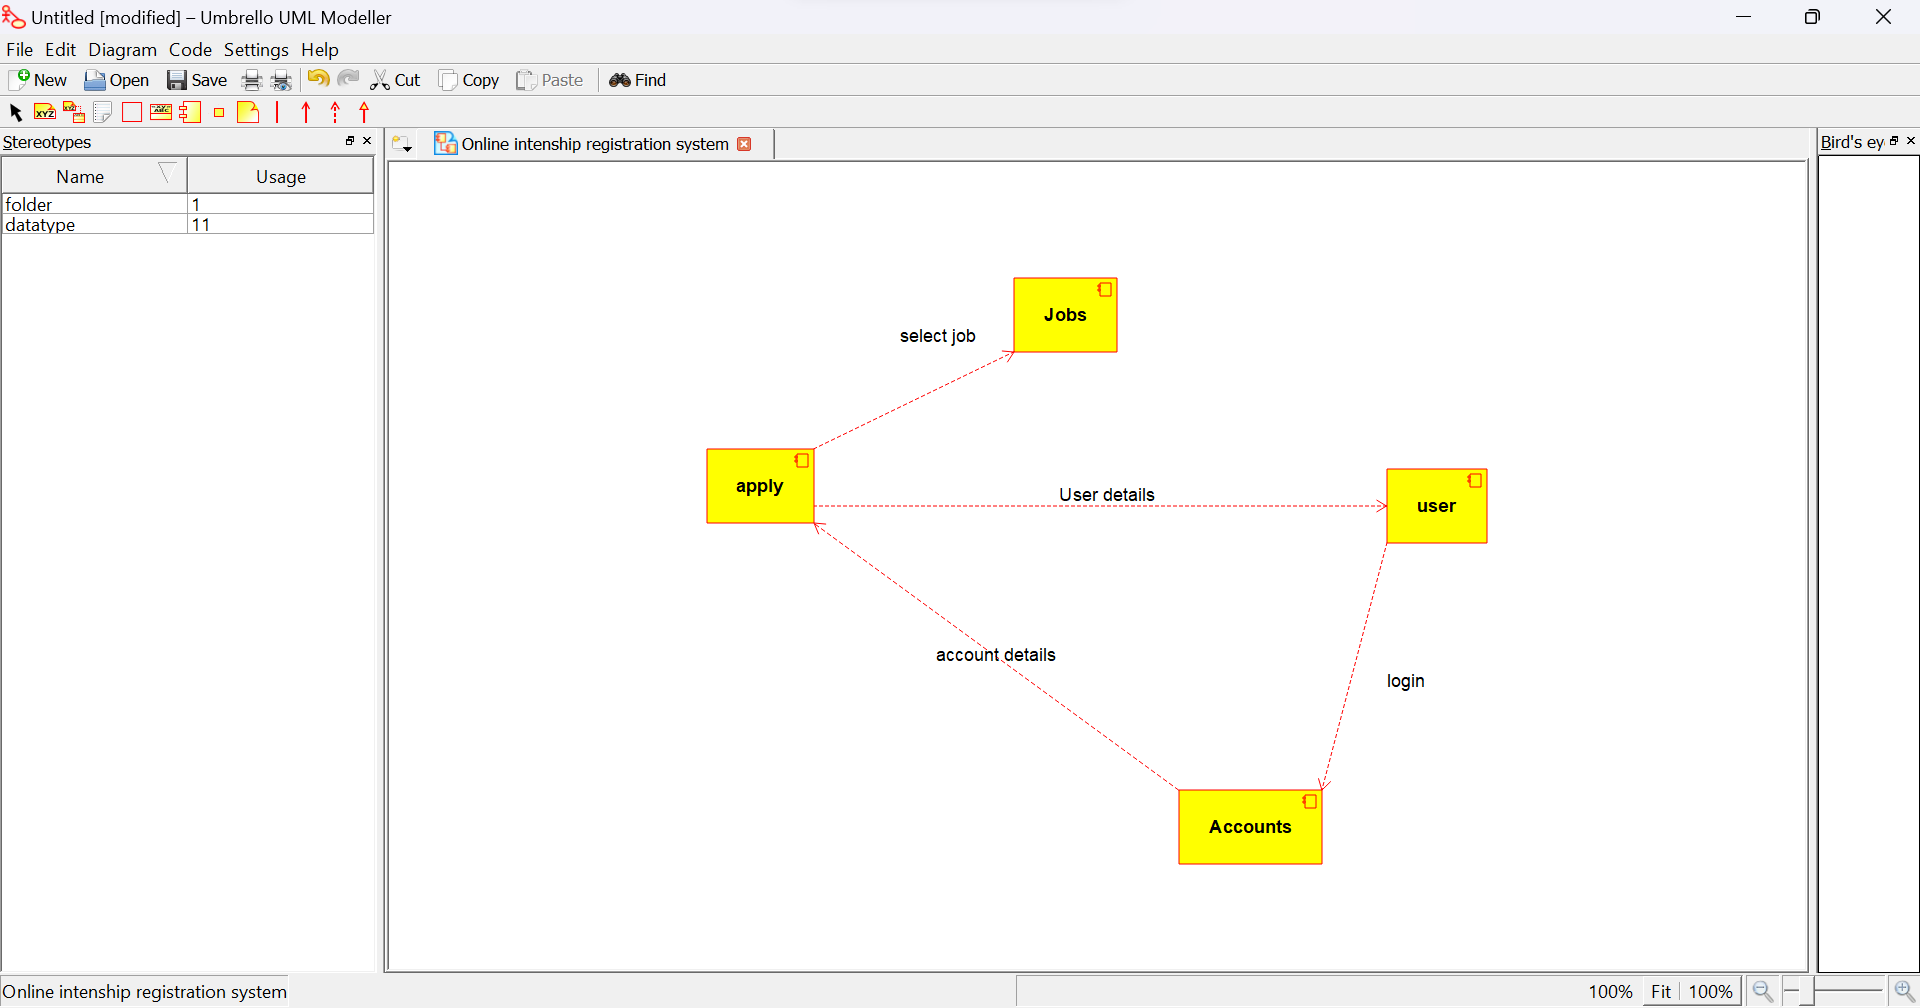 Untitled [modified] – Umbrello UML Modeller
File Edit Diagram Code Settings Help
New Open Save Cut Copy Paste Find
XYZ
Stereotypes
Online intenship registration system
Bird's ey
Name Usage
folder 1
datatype 11
Jobs
select job
apply
User details
user
account details
login
Accounts
Online intenship registration system
100% Fit 100%